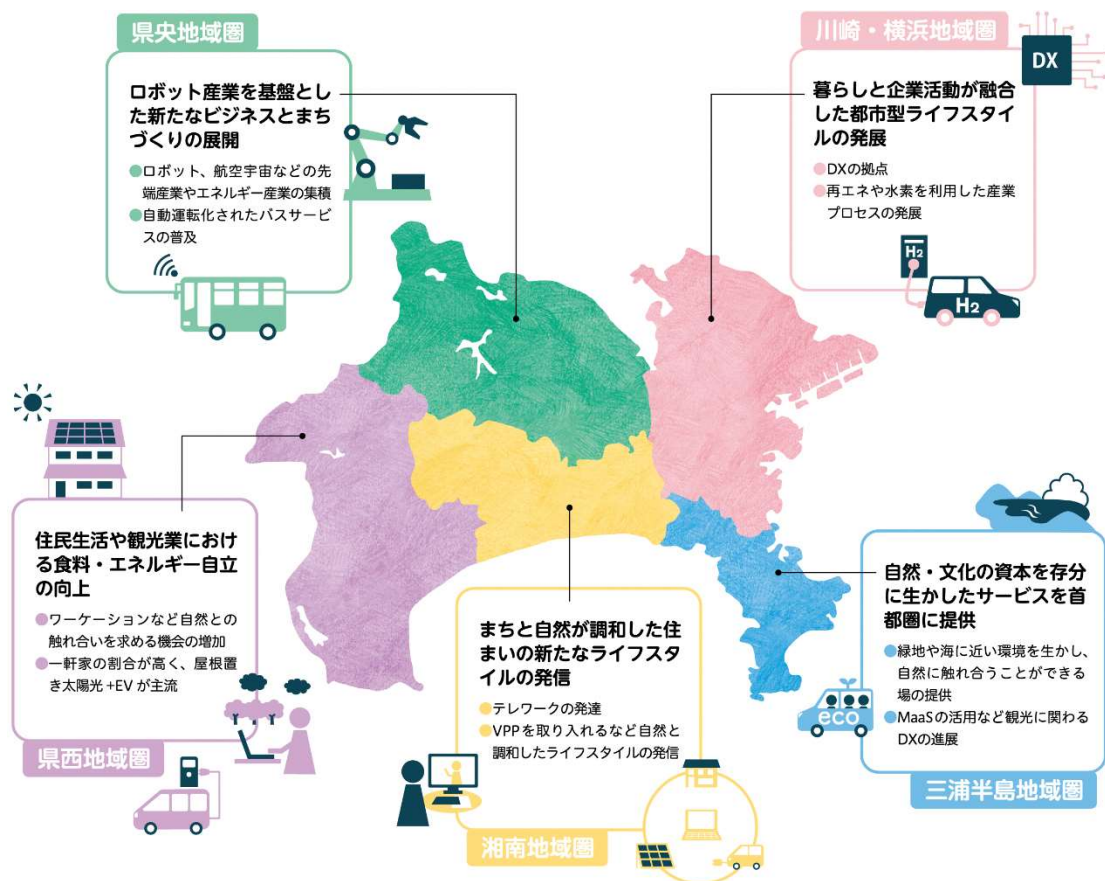 県央地域圏
ロボット産業を基盤とし
た新たなビジネスとまち
づくりの展開
●ロボット、航空宇宙などの先
端産業やエネルギー産業の集積
●自動運転化されたバスサービ
スの普及
川崎・横浜地域圏
DX
暮らしと企業活動が融合
した都市型ライフスタイ
ルの発展
●DXの拠点
●再エネや水素を利用した産業
プロセスの発展
H2
H2
住民生活や観光業におけ
る食料・エネルギー自立
の向上
●ワーケーションなど自然との
触れ合いを求める機会の増加
●一軒家の割合が高く、屋根置
き太陽光+EVが主流
県西地域圏
まちと自然が調和した住
まいの新たなライフスタ
イルの発信
●テレワークの発達
●VPPを取り入れるなど自然と
調和したライフスタイルの発信
湘南地域圏
自然・文化の資本を存分
に生かしたサービスを首
都圏に提供
●緑地や海に近い環境を生かし、
自然に触れ合うことができる
場の提供
●MaaSの活用など観光に関わる
DXの進展
eco
三浦半島地域圏